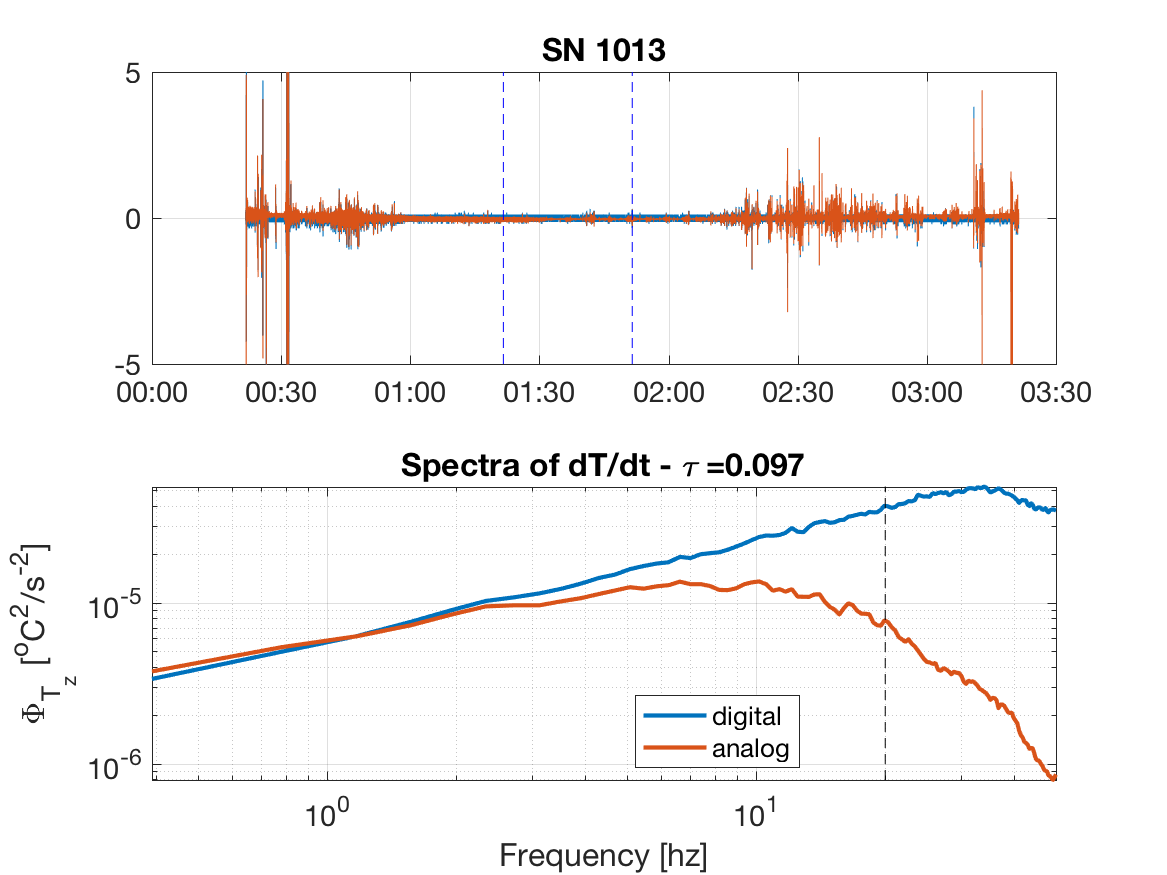 SN 1013
5
0
-5
00:00 00:30 01:00 01:30 02:00 02:30 03:00 03:30
Spectra of dT/dt - τ =0.097
Φ_{T_z} [°C²/s⁻²]
10⁻⁵
10⁻⁶
digital
analog
10⁰ 10¹
Frequency [hz]